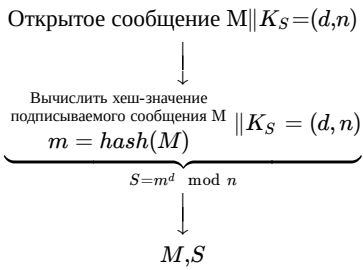 Открытое сообщение M∥K_S=(d,n)
Вычислить хеш-значение
подписываемого сообщения M
m = hash(M)
∥K_S = (d, n)
S=m^d mod n
M,S